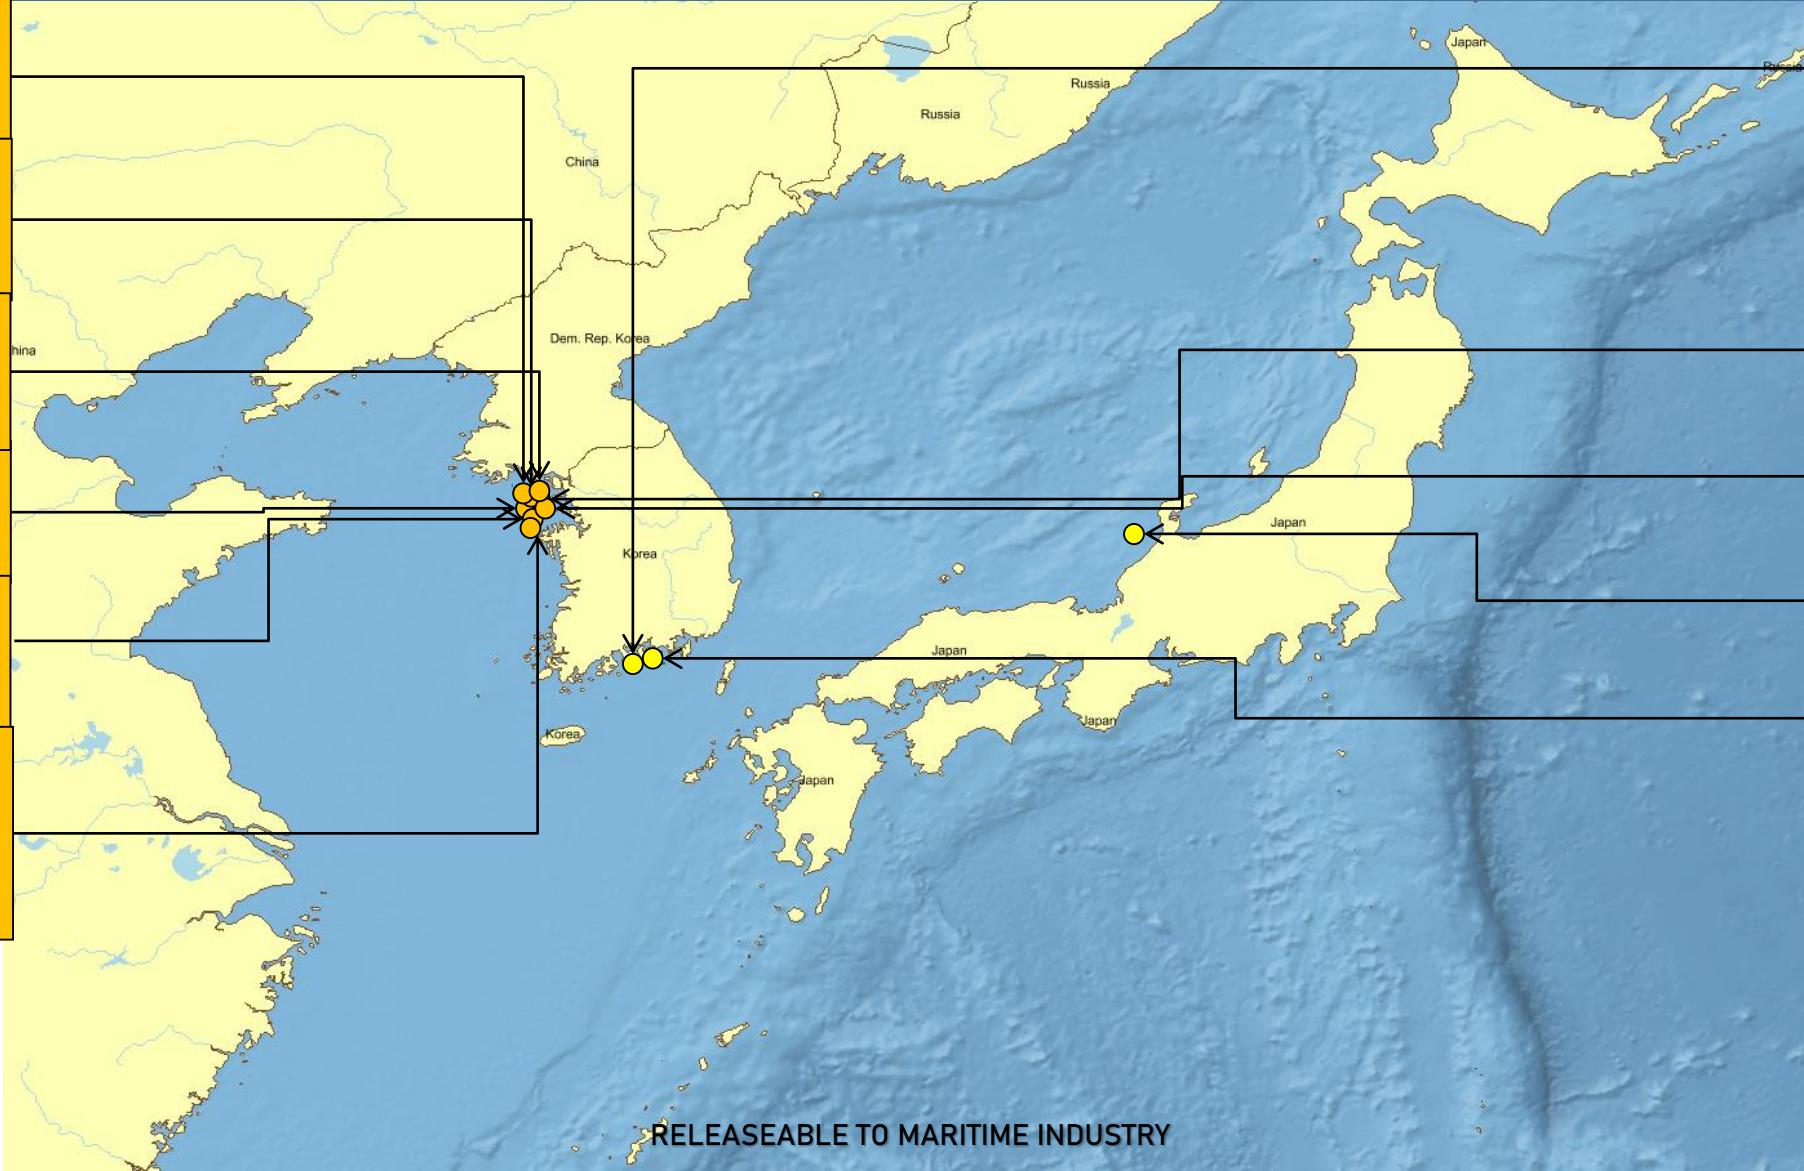 Japan
Russia
Russia
Russia
China
Dem. Rep. Korea
hina
Japan
Korea
Japan
Japan
Korea
Japan
RELEASEABLE TO MARITIME INDUSTRY